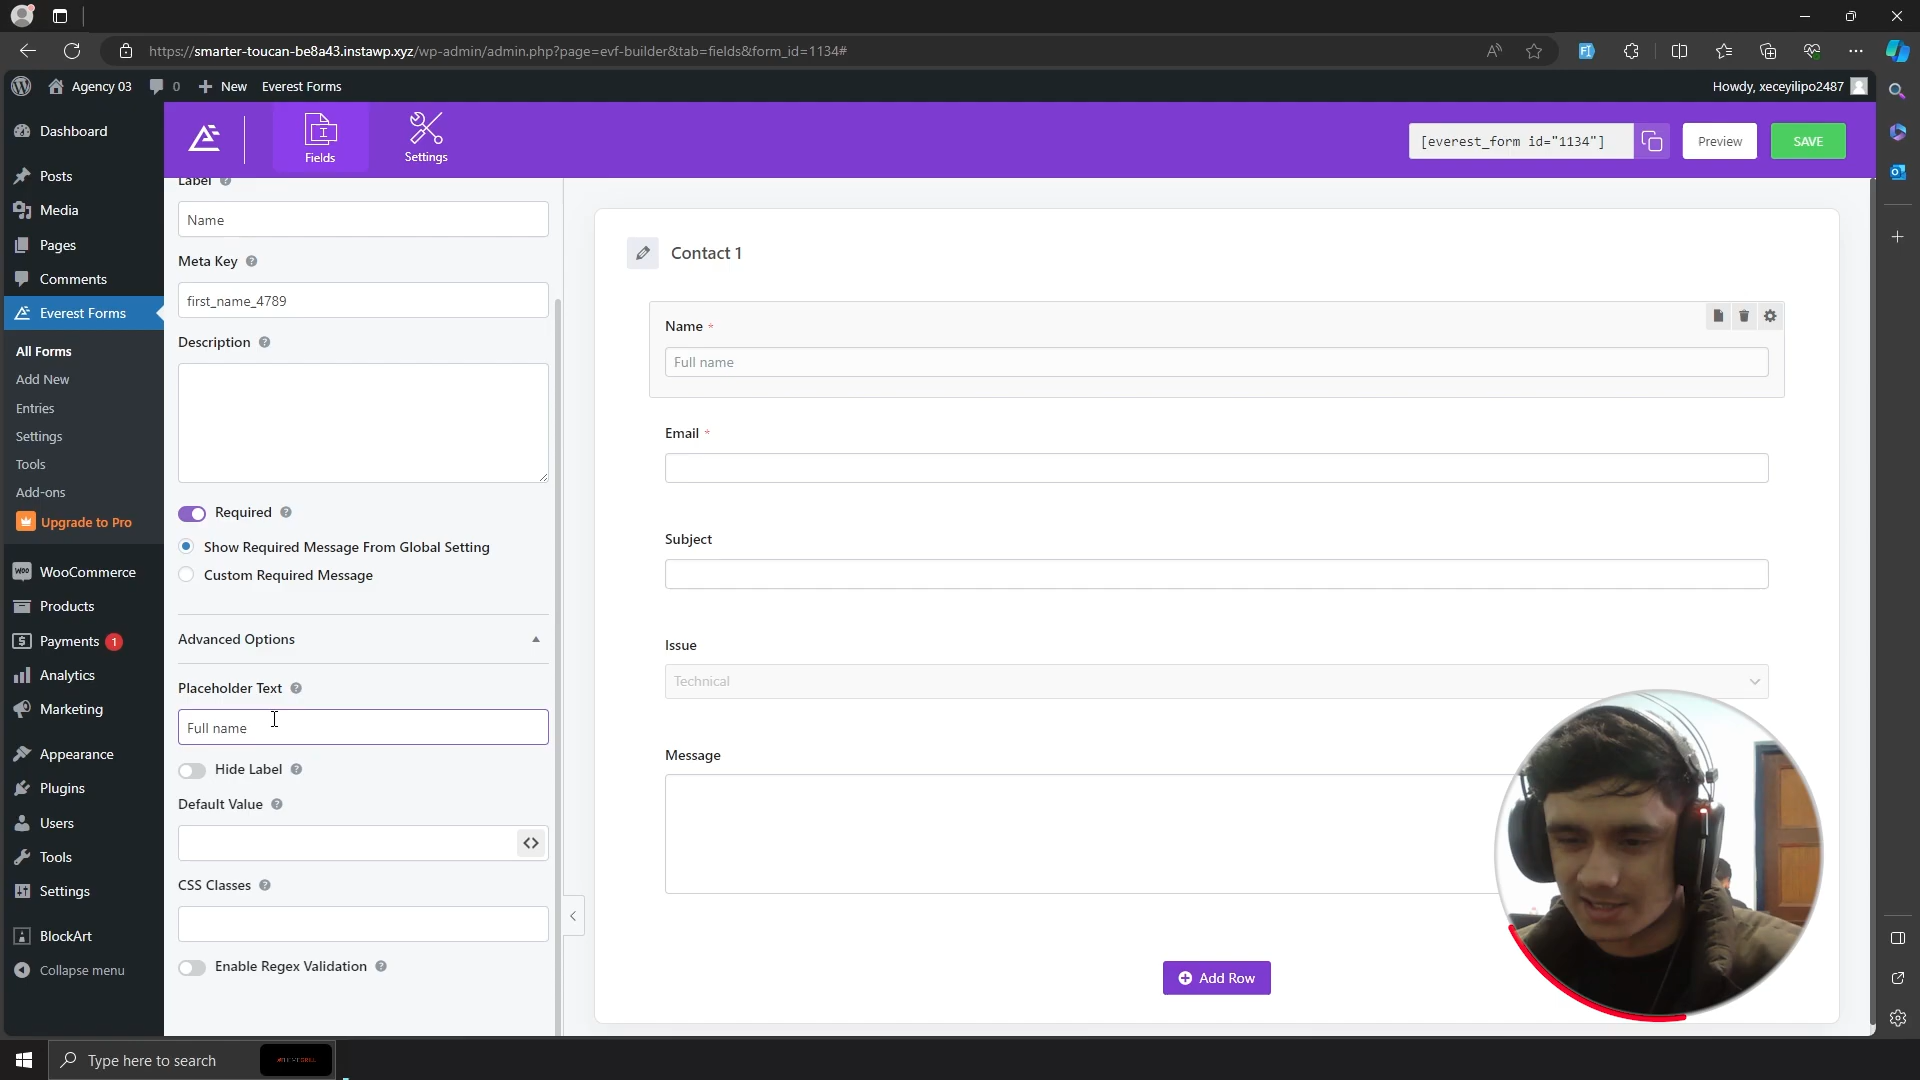 https://smarter-toucan-be8a43.instawp.xyz/wp-admin/admin.php?page=evf-builder&tab=fields&form_id=1134#
Agency 03
0
New
Everest Forms
Howdy, xeceyilipo2487
Dashboard
Posts
Media
Pages
Comments
Everest Forms
All Forms
Add New
Entries
Settings
Tools
Add-ons
Upgrade to Pro
WooCommerce
Products
Payments 1
Analytics
Marketing
Appearance
Plugins
Users
Tools
Settings
BlockArt
Collapse menu
Fields
Settings
[everest_form id="1134"]
Preview
SAVE
Label
Name
Meta Key
first_name_4789
Description
Required
Show Required Message From Global Setting
Custom Required Message
Advanced Options
Placeholder Text
Full name
Hide Label
Default Value
CSS Classes
Enable Regex Validation
Contact 1
Name *
Full name
Email *
Subject
Issue
Technical
Message
Add Row
Type here to search